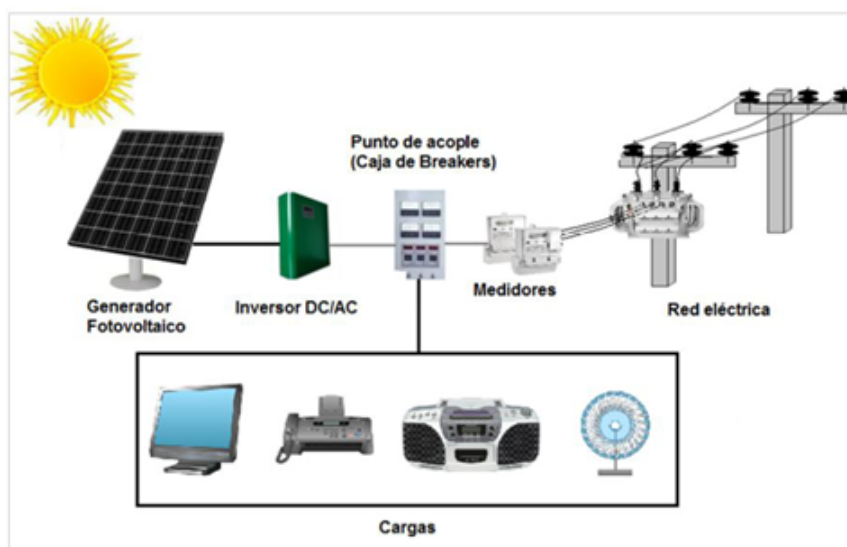 Punto de acople
(Caja de Breakers)
Generador
Fotovoltaico
Inversor DC/AC
Medidores
Red eléctrica
Cargas